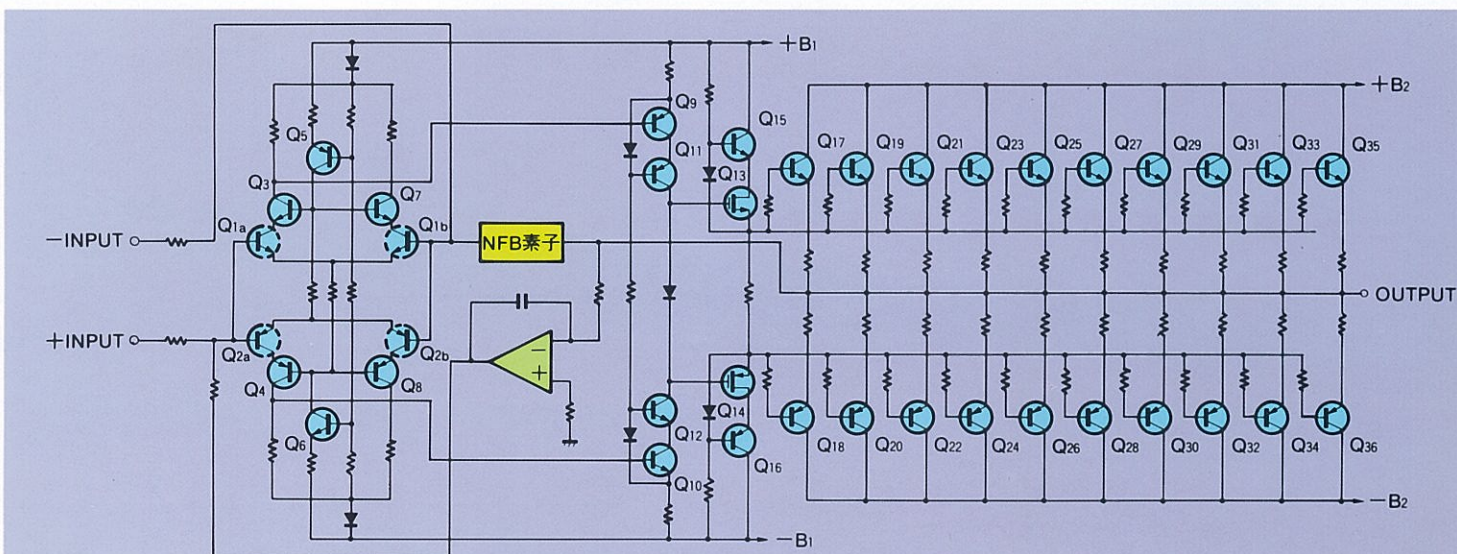 +B₁
+B₂
Q₉
Q₁₅
Q₅
Q₁₁
Q₁₇
Q₁₉
Q₂₁
Q₂₃
Q₂₅
Q₂₇
Q₂₉
Q₃₁
Q₃₃
Q₃₅
Q₃
Q₇
Q₁₃
Q₁ₐ
Q₁b
−INPUT
NFB素子
OUTPUT
+INPUT
Q₂ₐ
Q₂b
−
+
Q₄
Q₈
Q₁₄
Q₁₂
Q₆
Q₁₆
Q₁₀
Q₁₈
Q₂₀
Q₂₂
Q₂₄
Q₂₆
Q₂₈
Q₃₀
Q₃₂
Q₃₄
Q₃₆
−B₂
−B₁